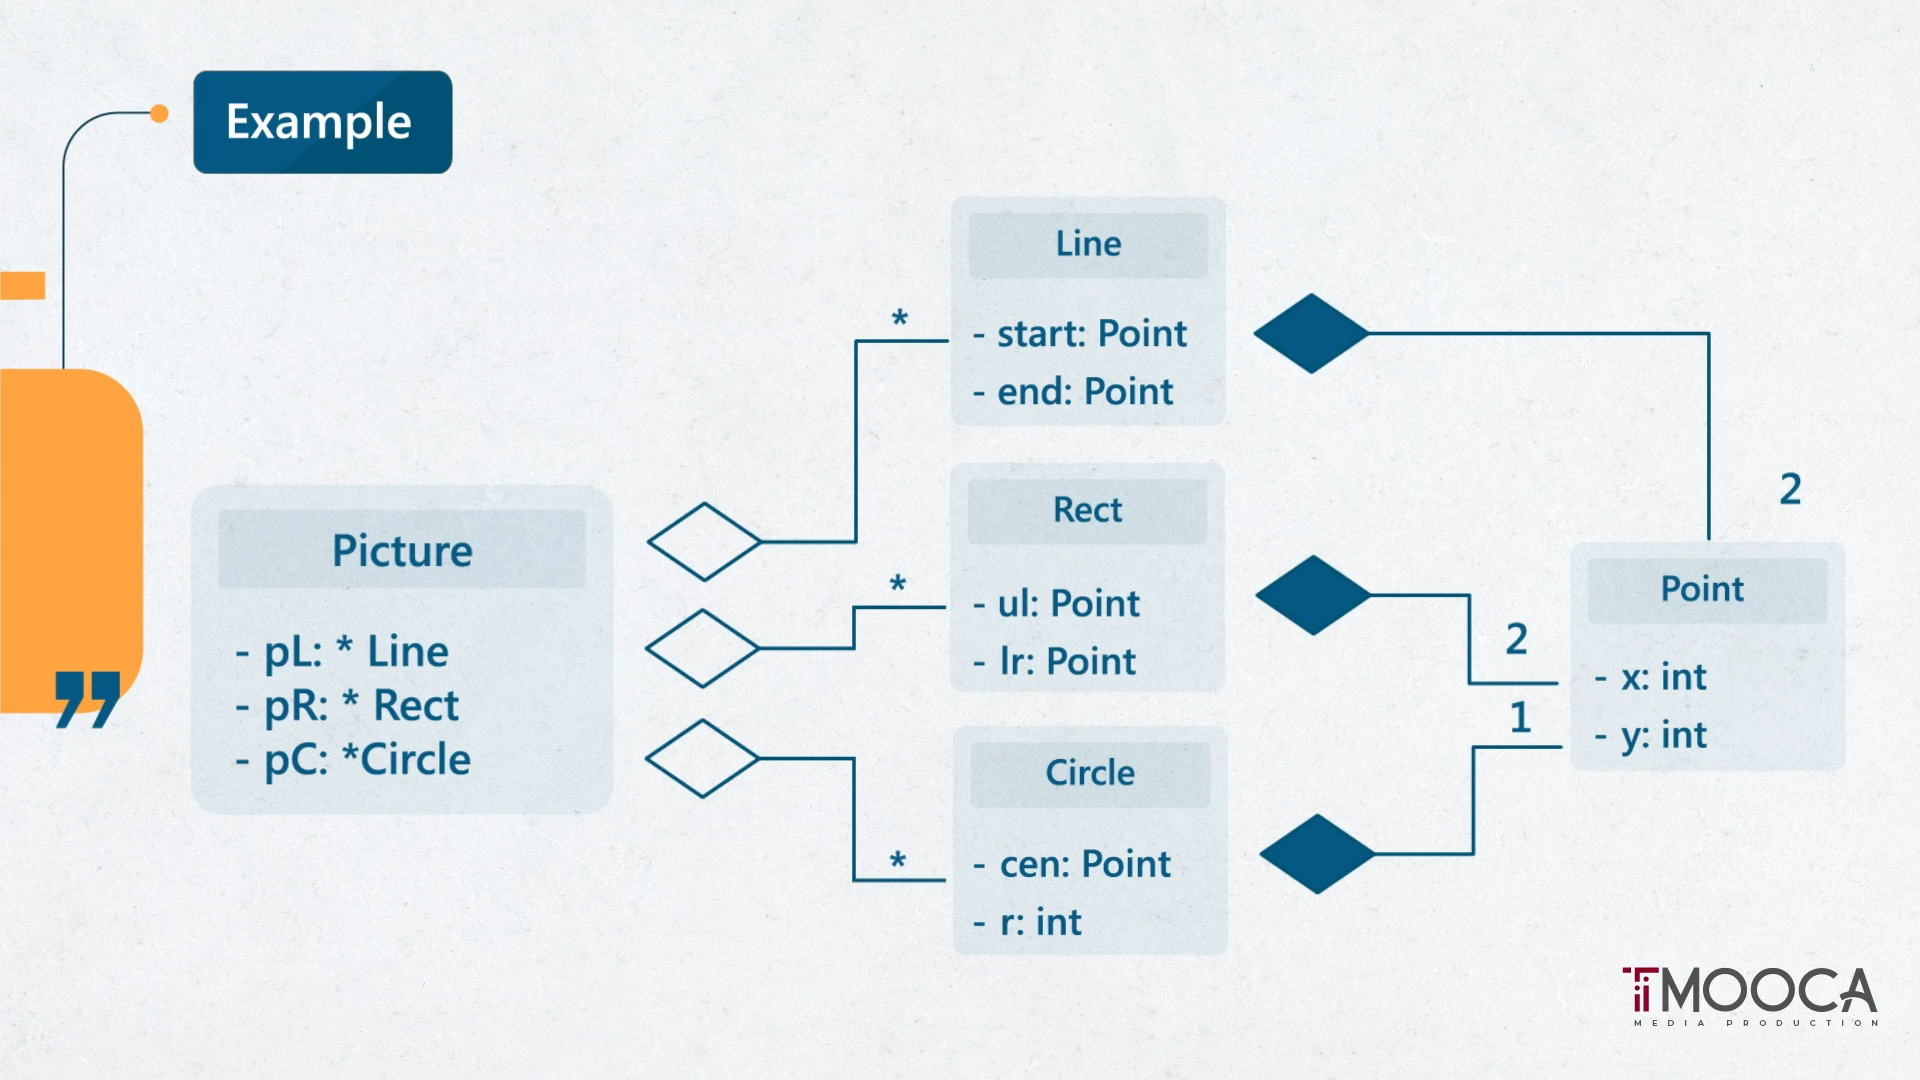 Example
Line
- start: Point
- end: Point
*
2
Picture
- pL: * Line
- pR: * Rect
- pC: *Circle
*
Rect
- ul: Point
- lr: Point
2
Point
- x: int
- y: int
1
*
Circle
- cen: Point
- r: int
TiMOOCA
MEDIA PRODUCTION